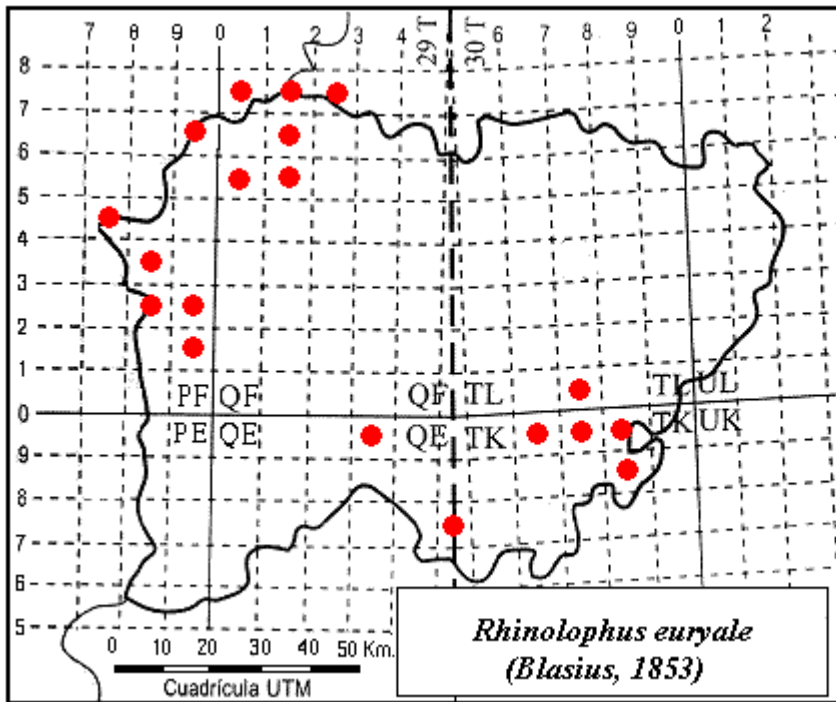 7 8 9 0 1 2 3 4 29 T 30 T 6 7 8 9 0 1 2
8
7
6
5
4
3
2
1
PF QF QF TL TL UL
0
PE QE QE TK TK UK
9
8
7
6
5
0 10 20 30 40 50 Km.
Cuadrícula UTM
Rhinolophus euryale
(Blasius, 1853)